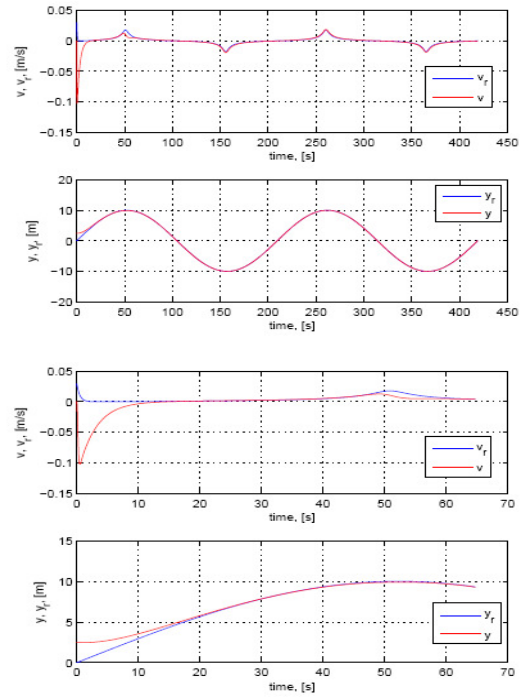 0.05
0
−0.05
−0.1
−0.15
v, v_r, [m/s]
v_r
v
0 50 100 150 200 250 300 350 400 450
time, [s]
20
10
0
−10
−20
y, y_r, [m]
y_r
y
0 50 100 150 200 250 300 350 400 450
time, [s]
0.05
0
−0.05
−0.1
−0.15
v, v_r, [m/s]
v_r
v
0 10 20 30 40 50 60 70
time, [s]
15
10
5
0
y, y_r, [m]
y_r
y
0 10 20 30 40 50 60 70
time, [s]